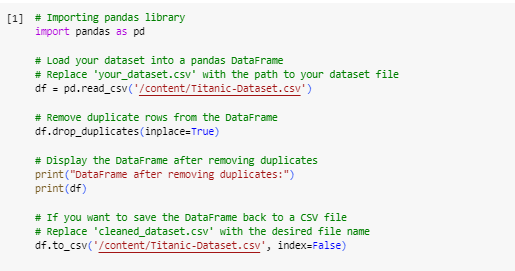 [1] # Importing pandas library
import pandas as pd
# Load your dataset into a pandas DataFrame
# Replace 'your_dataset.csv' with the path to your dataset file
df = pd.read_csv('/content/Titanic-Dataset.csv')
# Remove duplicate rows from the DataFrame
df.drop_duplicates(inplace=True)
# Display the DataFrame after removing duplicates
print("DataFrame after removing duplicates:")
print(df)
# If you want to save the DataFrame back to a CSV file
# Replace 'cleaned_dataset.csv' with the desired file name
df.to_csv('/content/Titanic-Dataset.csv', index=False)